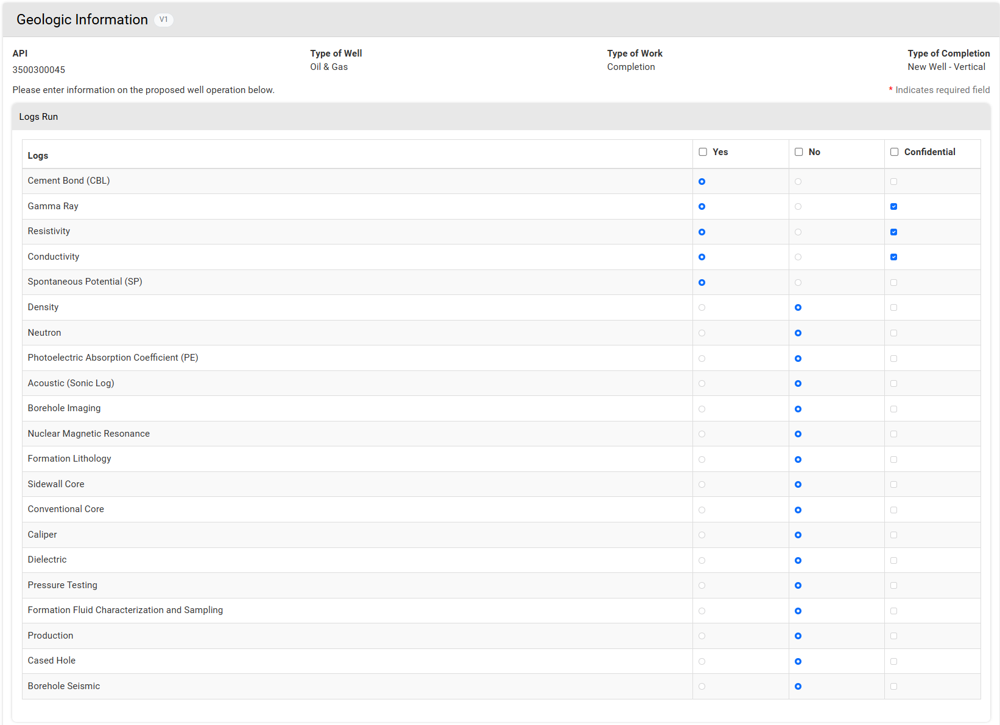 Geologic Information V1
API Type of Well Type of Work Type of Completion
3500300045 Oil & Gas Completion New Well - Vertical
Please enter information on the proposed well operation below. * Indicates required field
Logs Run
Logs Yes No Confidential
Cement Bond (CBL)
Gamma Ray
Resistivity
Conductivity
Spontaneous Potential (SP)
Density
Neutron
Photoelectric Absorption Coefficient (PE)
Acoustic (Sonic Log)
Borehole Imaging
Nuclear Magnetic Resonance
Formation Lithology
Sidewall Core
Conventional Core
Caliper
Dielectric
Pressure Testing
Formation Fluid Characterization and Sampling
Production
Cased Hole
Borehole Seismic